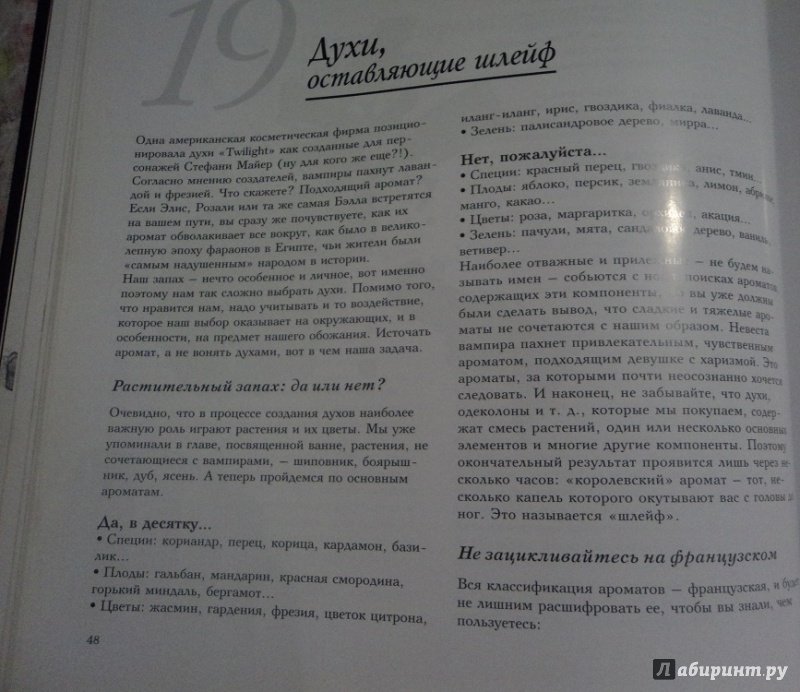 19
Духи,
оставляющие шлейф
Одна американская косметическая фирма позицио-
нировала духи «Twilight» как созданные для пер-
сонажей Стефани Майер (ну для кого же еще?!).
Согласно мнению создателей, вампиры пахнут лаван-
дой и фрезией. Что скажете? Подходящий аромат?
Если Элис, Розали или та же самая Бэлла встретятся
на вашем пути, вы сразу же почувствуете, как их
аромат обволакивает все вокруг, как было в велико-
лепную эпоху фараонов в Египте, чьи жители были
«самым надушенным» народом в истории.
Наш запах – нечто особенное и личное, вот именно
поэтому нам так сложно выбрать духи. Помимо того,
что нравится нам, надо учитывать и то воздействие,
которое наш выбор оказывает на окружающих, и в
особенности, на предмет нашего обожания. Источать
аромат, а не вонять духами, вот в чем наша задача.
Растительный запах: да или нет?
Очевидно, что в процессе создания духов наиболее
важную роль играют растения и их цветы. Мы уже
упоминали в главе, посвященной ванне, растения, не
сочетающиеся с вампирами, – шиповник, боярыш-
ник, дуб, ясень. А теперь пройдемся по основным
ароматам.
Да, в десятку...
• Специи: кориандр, перец, корица, кардамон, бази-
лик...
• Плоды: гальбан, мандарин, красная смородина,
горький миндаль, бергамот...
• Цветы: жасмин, гардения, фрезия, цветок цитрона,
48
иланг-иланг, ирис, гвоздика, фиалка, лаванда...
• Зелень: палисандровое дерево, мирра...
Нет, пожалуйста...
• Специи: красный перец, анис, тмин...
• Плоды: яблоко, персик, земляника, лимон,
манго, какао...
• Цветы: роза, маргаритка, орхидея, акация...
• Зелень: пачули, мята, дерево, ваниль,
ветивер...
Наиболее отважные и – не будем на-
зывать имен – собьются с ног в поисках ароматов,
содержащих эти компоненты, но вы уже должны
были сделать вывод, что сладкие и тяжелые аро-
маты не сочетаются с нашим образом. Невеста
вампира пахнет привлекательным, чувственным
ароматом, подходящим девушке с харизмой. Это
ароматы, за которыми почти неосознанно хочется
следовать. И наконец, не забывайте, что духи,
одеколоны и т. д., которые мы покупаем, содер-
жат смесь растений, один или несколько основных
элементов и многие другие компоненты. Поэтому
окончательный результат проявится лишь через не-
сколько часов: «королевский» аромат – тот, не-
сколько капель которого окутывают вас с головы до
ног. Это называется «шлейф».
Не зацикливайтесь на французском
Вся классификация ароматов – французская, и будет
не лишним расшифровать ее, чтобы вы знали, чем
пользуетесь:
Лабиринт.ру